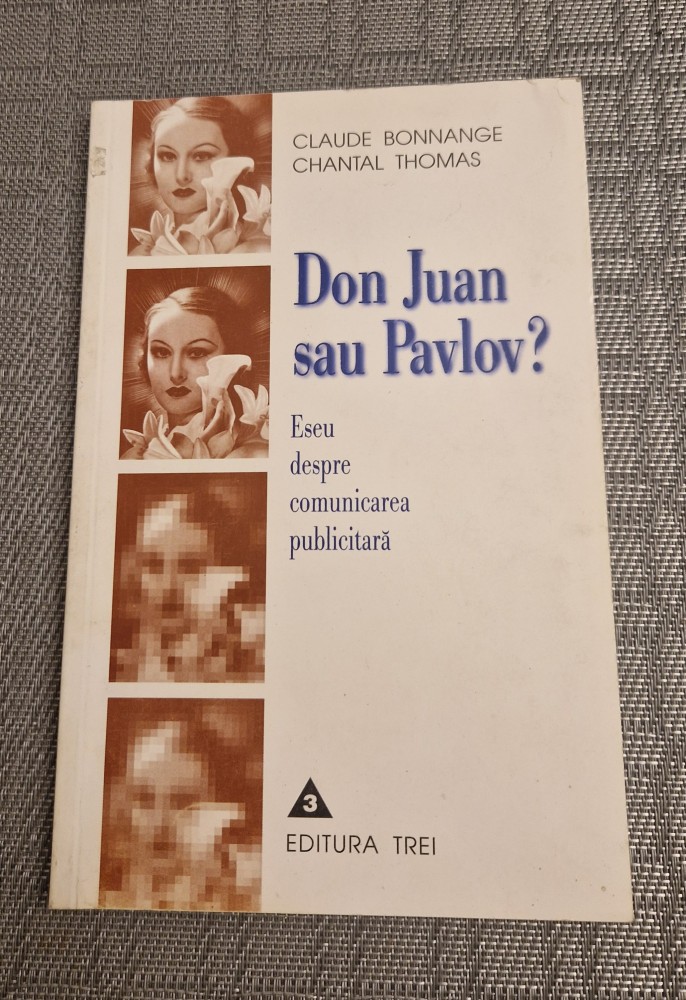 CLAUDE BONNANGE
CHANTAL THOMAS
Don Juan
sau Pavlov?
Eseu
despre
comunicarea
publicitară
3
EDITURA TREI